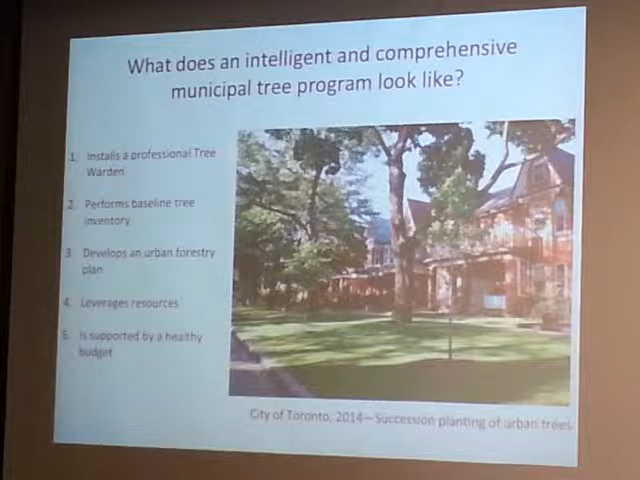 What does an intelligent and comprehensive
municipal tree program look like?
1. Installs a professional Tree
Warden
2. Performs baseline tree
inventory
3. Develops an urban forestry
plan
4. Leverages resources
5. Is supported by a healthy
budget
City of Toronto, 2014—Succession planting of urban trees